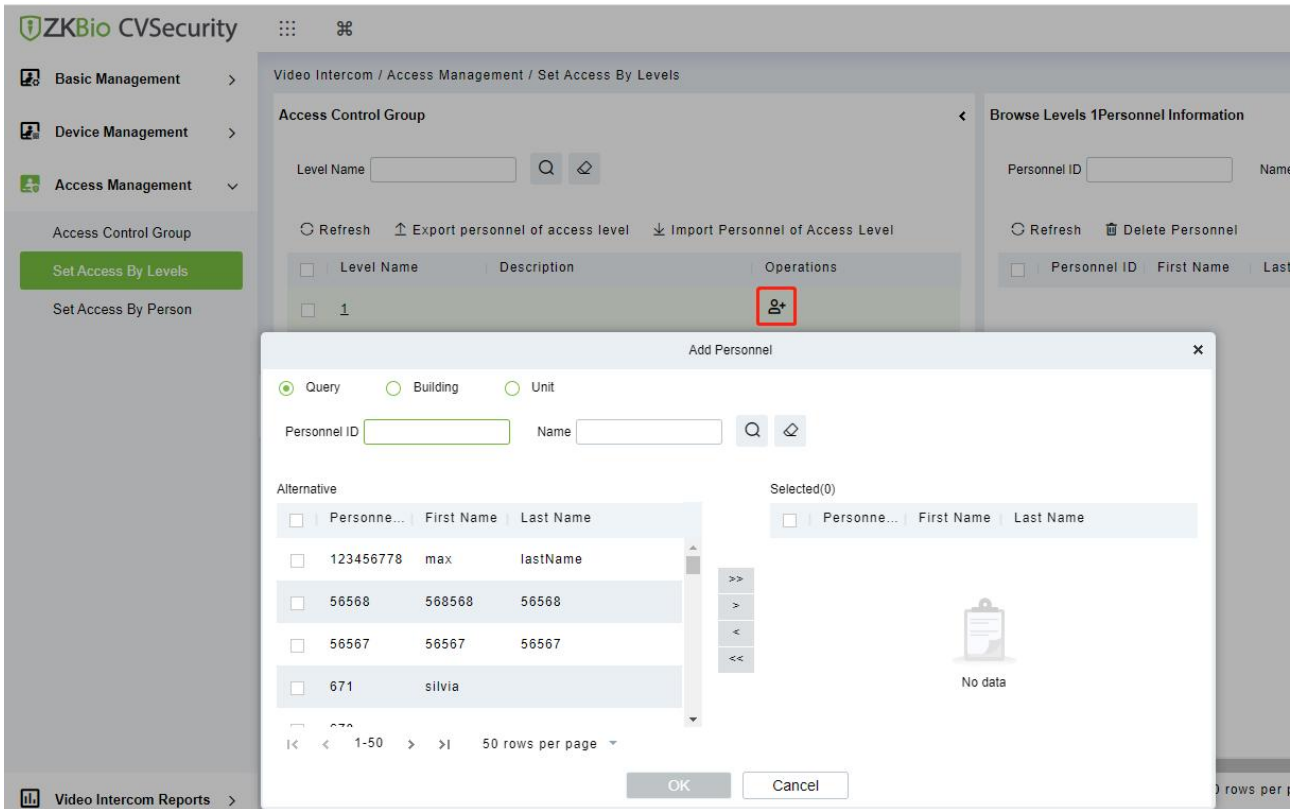 ZKBio CVSecurity
Basic Management
Device Management
Access Management
Access Control Group
Set Access By Levels
Set Access By Person
Video Intercom Reports
Video Intercom / Access Management / Set Access By Levels
Access Control Group
Level Name
Refresh Export personnel of access level Import Personnel of Access Level
Level Name Description Operations
1
Browse Levels 1Personnel Information
Personnel ID Name
Refresh Delete Personnel
Personnel ID First Name Last
Add Personnel
Query Building Unit
Personnel ID Name
Alternative
Personne... First Name Last Name
123456778 max lastName
56568 568568 56568
56567 56567 56567
671 silvia
1-50 50 rows per page
>>
>
<
<<
Selected(0)
Personne... First Name Last Name
No data
OK Cancel
rows per